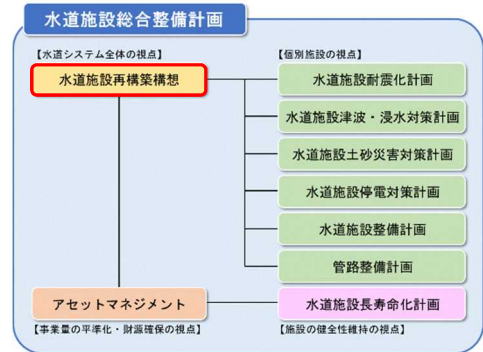 水道施設総合整備計画
【水道システム全体の視点】
【個別施設の視点】
水道施設再構築構想
水道施設耐震化計画
水道施設津波・浸水対策計画
水道施設土砂災害対策計画
水道施設停電対策計画
水道施設整備計画
管路整備計画
アセットマネジメント
水道施設長寿命化計画
【事業量の平準化・財源確保の視点】
【施設の健全性維持の視点】